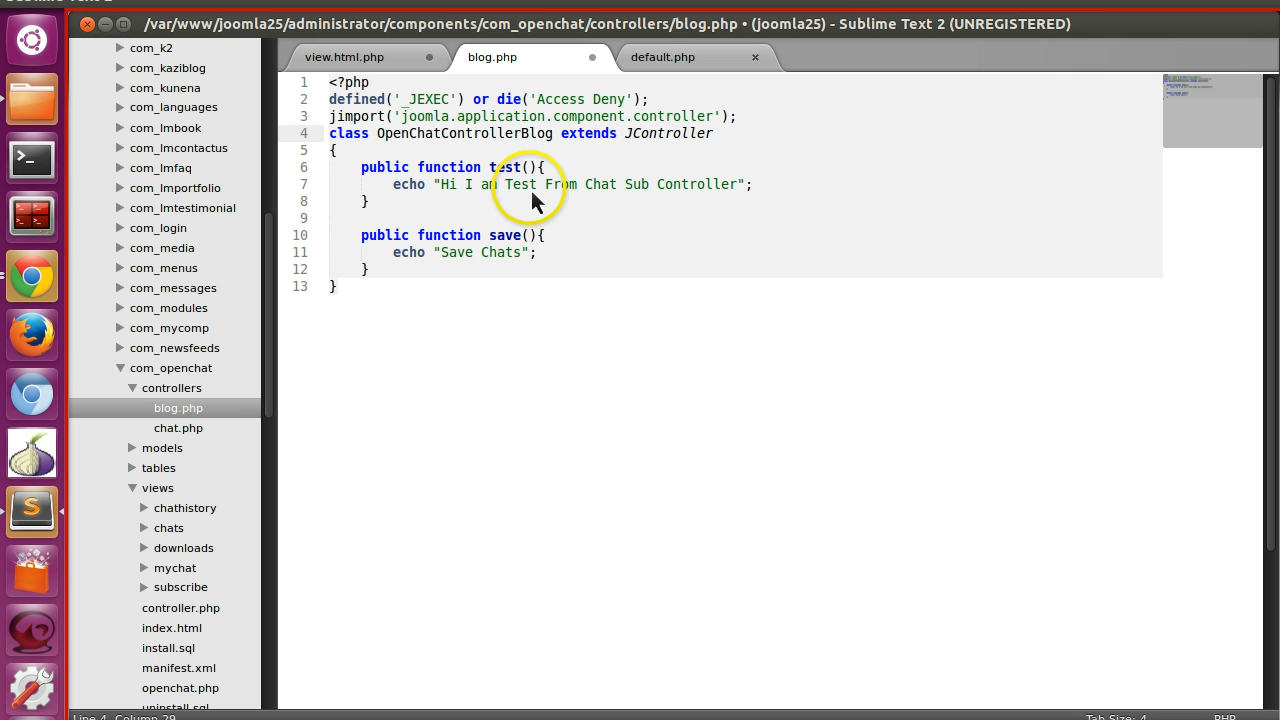 /var/www/joomla25/administrator/components/com_openchat/controllers/blog.php • (joomla25) - Sublime Text 2 (UNREGISTERED)
view.html.php
blog.php
default.php
com_k2
com_kaziblog
com_kunena
com_languages
com_lmbook
com_lmcontactus
com_lmfaq
com_lmportfolio
com_lmtestimonial
com_login
com_media
com_menus
com_messages
com_modules
com_mycomp
com_newsfeeds
com_openchat
controllers
blog.php
chat.php
models
tables
views
chathistory
chats
downloads
mychat
subscribe
controller.php
index.html
install.sql
manifest.xml
openchat.php
uninstall.sql
1 <?php
2 defined('_JEXEC') or die('Access Deny');
3 jimport('joomla.application.component.controller');
4 class OpenChatControllerBlog extends JController
5 {
6 public function test(){
7 echo "Hi I am Test From Chat Sub Controller";
8 }
9
10 public function save(){
11 echo "Save Chats";
12 }
13 }
Line 4, Column 29
Tab Size: 4
PHP